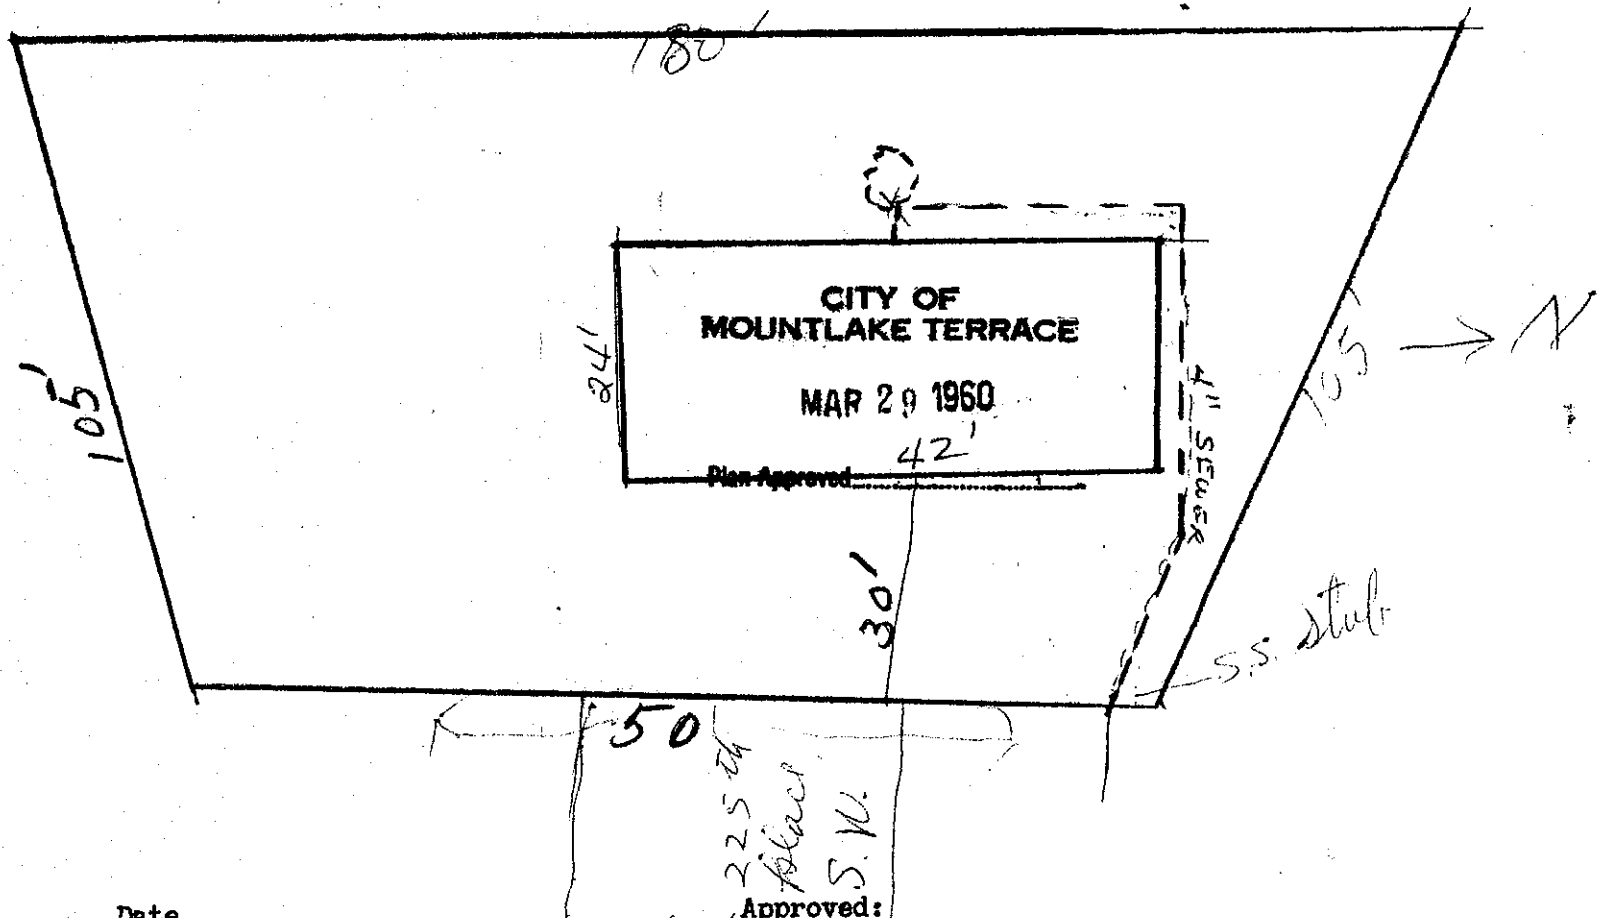 180'
105'
24'
CITY OF
MOUNTLAKE TERRACE
MAR 29 1960
42'
Plan Approved
4" SEWER
105'
N
30'
S.S. stub
50
225th
place
S.W.
Date
Approved: